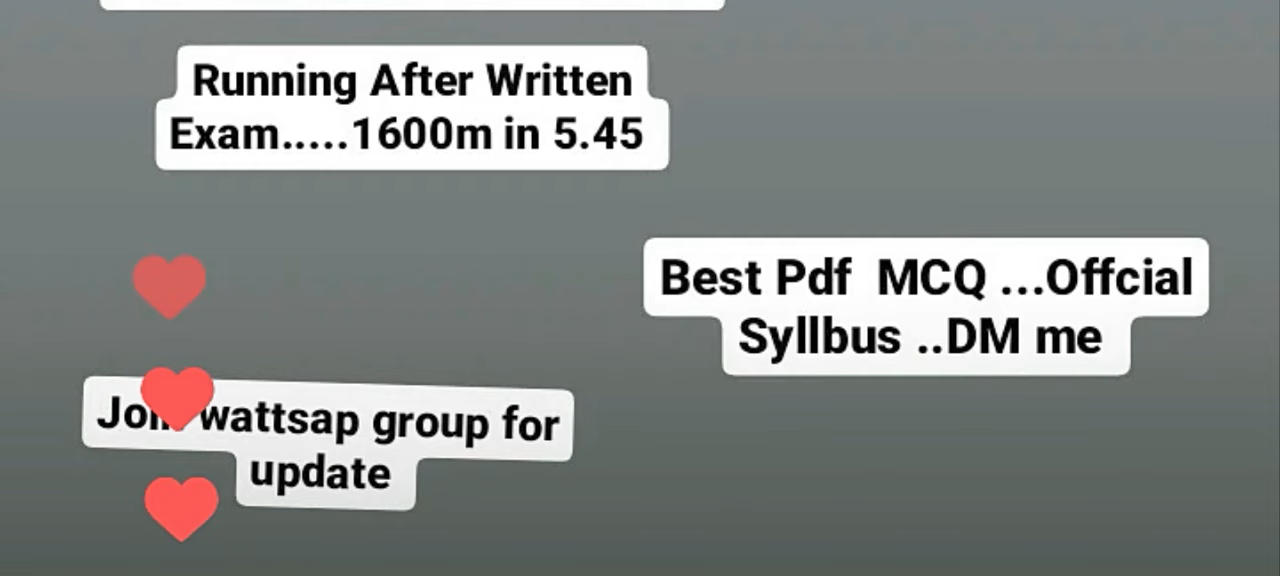 Running After Written
Exam.....1600m in 5.45
Best Pdf MCQ ...Offcial
Syllbus ..DM me
Join wattsap group for
update